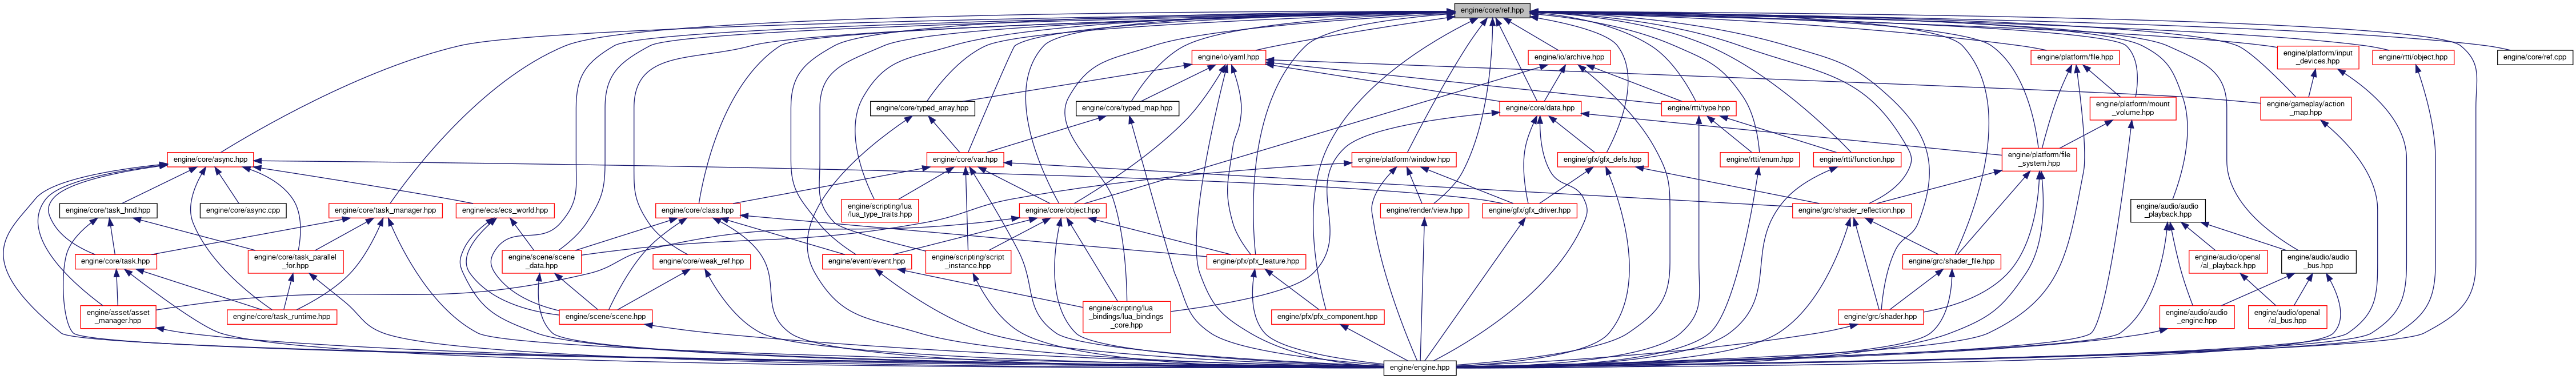 engine/core/ref.hpp
engine/io/yaml.hpp
engine/io/archive.hpp
engine/platform/file.hpp
engine/platform/input
_devices.hpp
engine/rtti/object.hpp
engine/core/ref.cpp
engine/core/typed_array.hpp
engine/core/typed_map.hpp
engine/core/data.hpp
engine/rtti/type.hpp
engine/platform/mount
_volume.hpp
engine/gameplay/action
_map.hpp
engine/core/async.hpp
engine/core/var.hpp
engine/platform/window.hpp
engine/gfx/gfx_defs.hpp
engine/rtti/enum.hpp
engine/rtti/function.hpp
engine/platform/file
_system.hpp
engine/core/task_hnd.hpp
engine/core/async.cpp
engine/core/task_manager.hpp
engine/ecs/ecs_world.hpp
engine/core/class.hpp
engine/scripting/lua
/lua_type_traits.hpp
engine/core/object.hpp
engine/render/view.hpp
engine/gfx/gfx_driver.hpp
engine/grc/shader_reflection.hpp
engine/audio/audio
_playback.hpp
engine/core/task.hpp
engine/core/task_parallel
_for.hpp
engine/scene/scene
_data.hpp
engine/core/weak_ref.hpp
engine/event/event.hpp
engine/scripting/script
_instance.hpp
engine/pfx/pfx_feature.hpp
engine/grc/shader_file.hpp
engine/audio/openal
/al_playback.hpp
engine/audio/audio
_bus.hpp
engine/asset/asset
_manager.hpp
engine/core/task_runtime.hpp
engine/scene/scene.hpp
engine/scripting/lua
_bindings/lua_bindings
_core.hpp
engine/pfx/pfx_component.hpp
engine/grc/shader.hpp
engine/audio/audio
_engine.hpp
engine/audio/openal
/al_bus.hpp
engine/engine.hpp